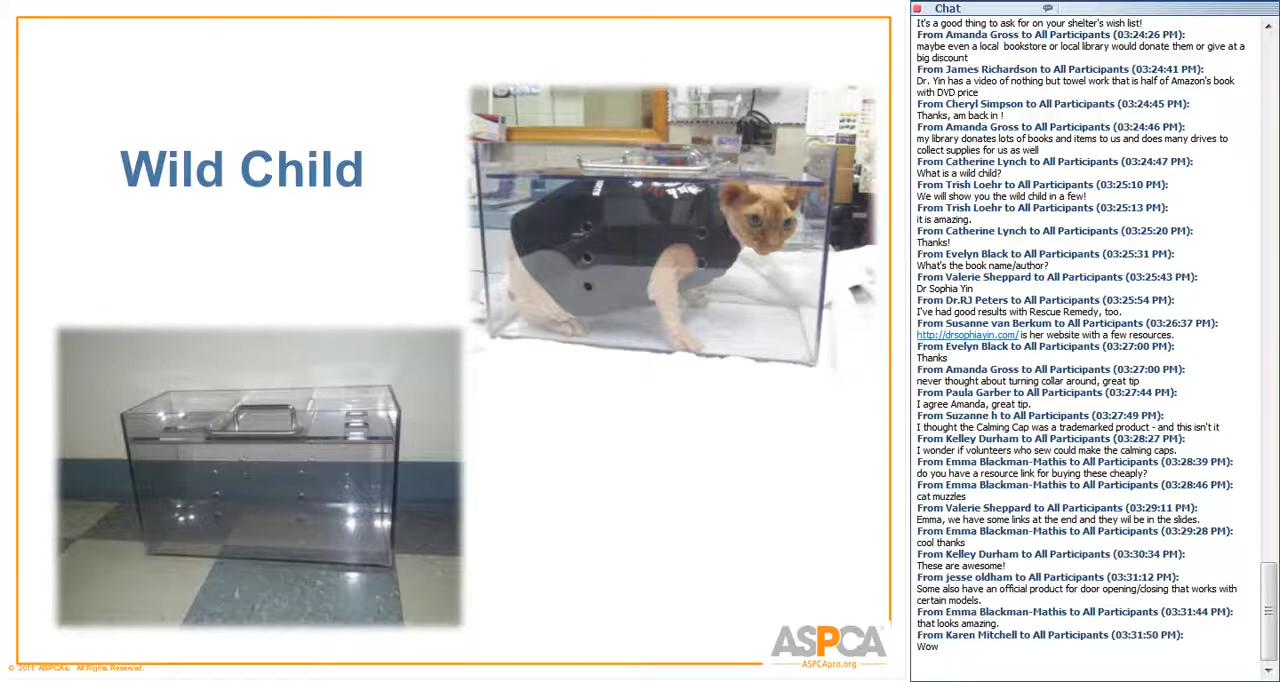 Wild Child
ASPCA
ASPCApro.org
Chat
It's a good thing to ask for on your shelter's wish list!
From Amanda Gross to All Participants (03:24:26 PM):
maybe even a local bookstore or local library would donate them or give at a
big discount
From James Richardson to All Participants (03:24:41 PM):
Dr. Yin has a video of nothing but towel work that is half of Amazon's book
with DVD price
From Cheryl Simpson to All Participants (03:24:45 PM):
Thanks, am back in !
From Amanda Gross to All Participants (03:24:46 PM):
my library donates lots of books and items to us and does many drives to
collect supplies for us as well
From Catherine Lynch to All Participants (03:24:47 PM):
What is a wild child?
From Trish Loehr to All Participants (03:25:10 PM):
We will show you the wild child in a few!
From Trish Loehr to All Participants (03:25:13 PM):
it is amazing.
From Catherine Lynch to All Participants (03:25:20 PM):
Thanks!
From Evelyn Black to All Participants (03:25:31 PM):
What's the book name/author?
From Valerie Sheppard to All Participants (03:25:43 PM):
Dr Sophia Yin
From Dr.RJ Peters to All Participants (03:25:54 PM):
I've had good results with Rescue Remedy, too.
From Susanne van Berkum to All Participants (03:26:37 PM):
http://drsophiayin.com/ is her website with a few resources.
From Evelyn Black to All Participants (03:27:00 PM):
Thanks
From Amanda Gross to All Participants (03:27:00 PM):
never thought about turning collar around, great tip
From Paula Garber to All Participants (03:27:44 PM):
I agree Amanda, great tip.
From Suzanne h to All Participants (03:27:49 PM):
I thought the Calming Cap was a trademarked product - and this isn't it
From Kelley Durham to All Participants (03:28:27 PM):
I wonder if volunteers who sew could make the calming caps.
From Emma Blackman-Mathis to All Participants (03:28:39 PM):
do you have a resource link for buying these cheaply?
From Emma Blackman-Mathis to All Participants (03:28:46 PM):
cat muzzles
From Valerie Sheppard to All Participants (03:29:11 PM):
Emma, we have some links at the end and they wil be in the slides.
From Emma Blackman-Mathis to All Participants (03:29:28 PM):
cool thanks
From Kelley Durham to All Participants (03:30:34 PM):
These are awesome!
From jesse oldham to All Participants (03:31:12 PM):
Some also have an official product for door opening/closing that works with
certain models.
From Emma Blackman-Mathis to All Participants (03:31:44 PM):
that looks amazing.
From Karen Mitchell to All Participants (03:31:50 PM):
Wow
© 2011 ASPCA®. All Rights Reserved.